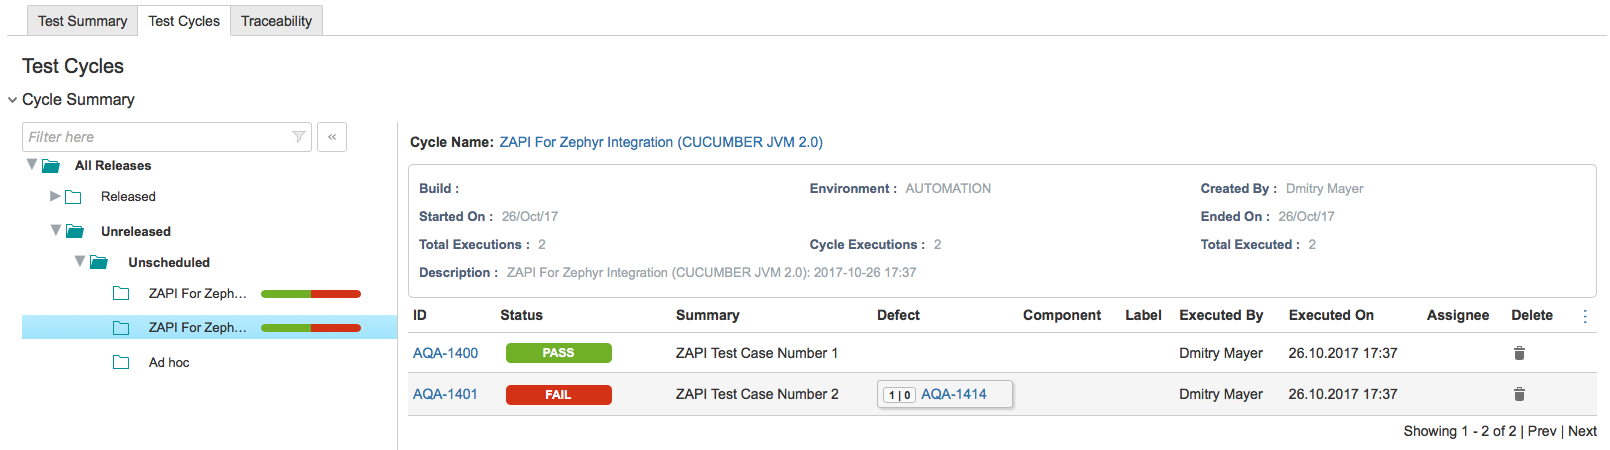 Test Summary Test Cycles Traceability
Test Cycles
Cycle Summary
Filter here «
All Releases
Released
Unreleased
Unscheduled
ZAPI For Zeph...
ZAPI For Zeph...
Ad hoc
Cycle Name: ZAPI For Zephyr Integration (CUCUMBER JVM 2.0)
Build : Environment : AUTOMATION Created By : Dmitry Mayer
Started On : 26/Oct/17 Ended On : 26/Oct/17
Total Executions : 2 Cycle Executions : 2 Total Executed : 2
Description : ZAPI For Zephyr Integration (CUCUMBER JVM 2.0): 2017-10-26 17:37
ID Status Summary Defect Component Label Executed By Executed On Assignee Delete
AQA-1400 PASS ZAPI Test Case Number 1 Dmitry Mayer 26.10.2017 17:37
AQA-1401 FAIL ZAPI Test Case Number 2 1 | 0 AQA-1414 Dmitry Mayer 26.10.2017 17:37
Showing 1 - 2 of 2 | Prev | Next